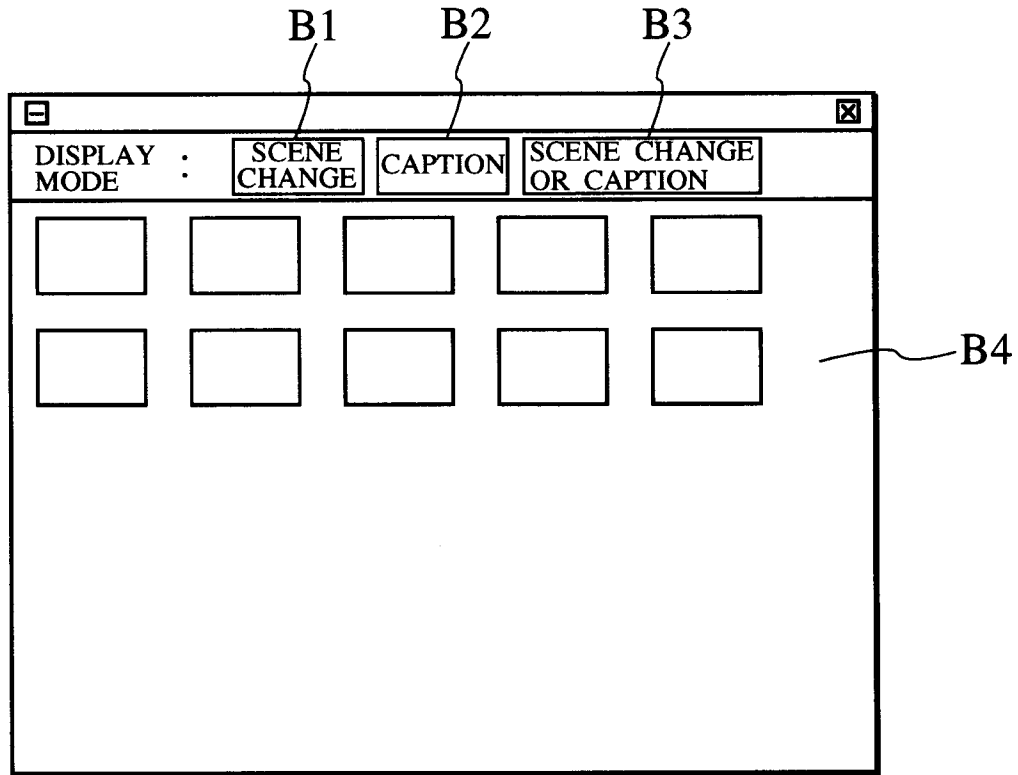 B1 B2 B3
DISPLAY MODE :
SCENE CHANGE
CAPTION
SCENE CHANGE OR CAPTION
B4